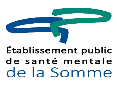 Établissement public
de santé mentale
de la Somme